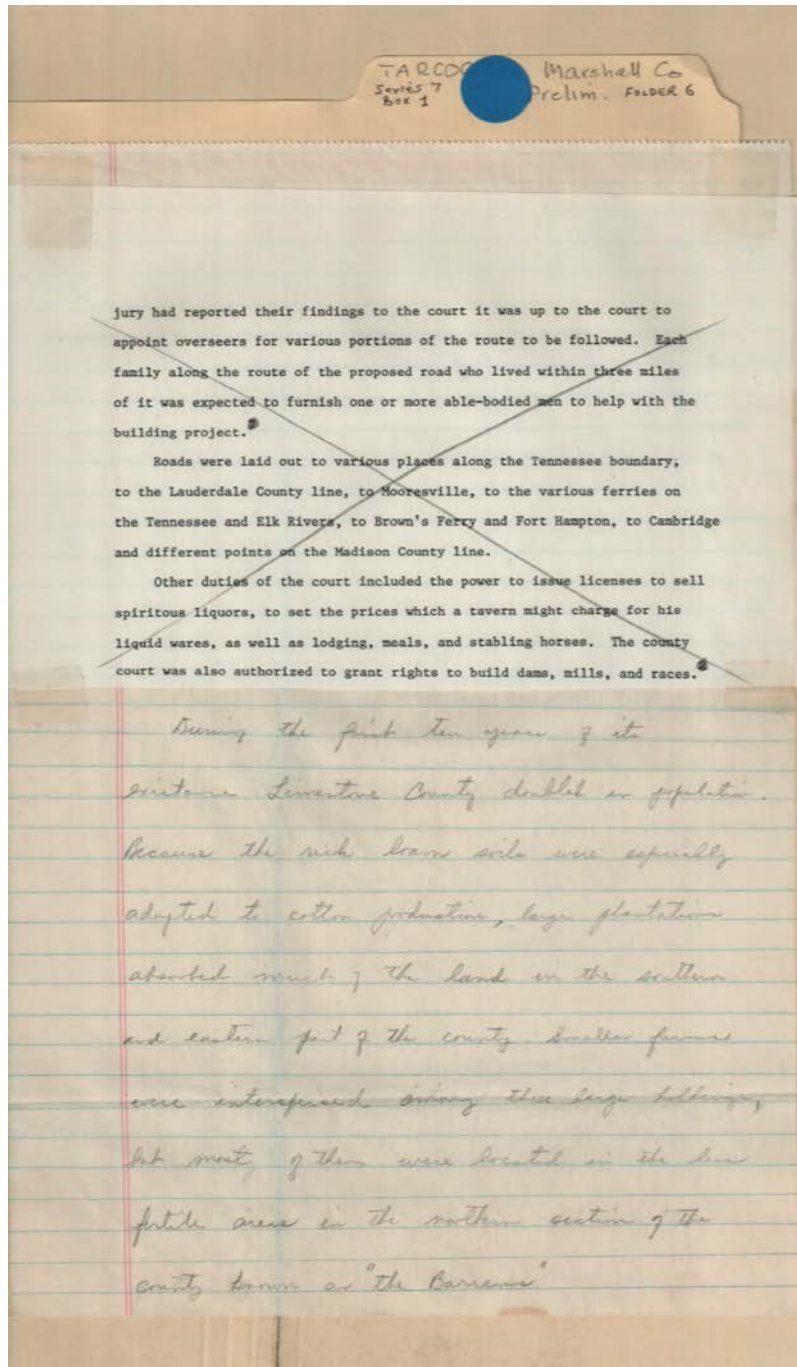 TARCOG Marshall Co
Series 7 Prelim. FOLDER 6
Box 1
jury had reported their findings to the court it was up to the court to
appoint overseers for various portions of the route to be followed. Each
family along the route of the proposed road who lived within three miles
of it was expected to furnish one or more able-bodied men to help with the
building project.
Roads were laid out to various places along the Tennessee boundary,
to the Lauderdale County line, to Mooresville, to the various ferries on
the Tennessee and Elk Rivers, to Brown's Ferry and Fort Hampton, to Cambridge
and different points on the Madison County line.
Other duties of the court included the power to issue licenses to sell
spiritous liquors, to set the prices which a tavern might charge for his
liquid wares, as well as lodging, meals, and stabling horses. The county
court was also authorized to grant rights to build dams, mills, and races.
During the first ten years of its
existence Limestone County doubled in population.
Because the rich loam soils were especially
adapted to cotton production, large plantations
absorbed much of the land in the southern
and eastern part of the county. Smaller farms
were interspersed among these large holdings,
but most of them were located in the less
fertile areas in the northern section of the
county known as "the Barrens"